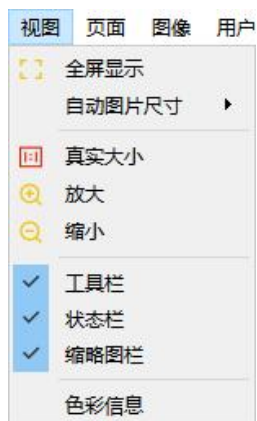 视图 页面 图像 用户
全屏显示
自动图片尺寸
1:1 真实大小
放大
缩小
工具栏
状态栏
缩略图栏
色彩信息